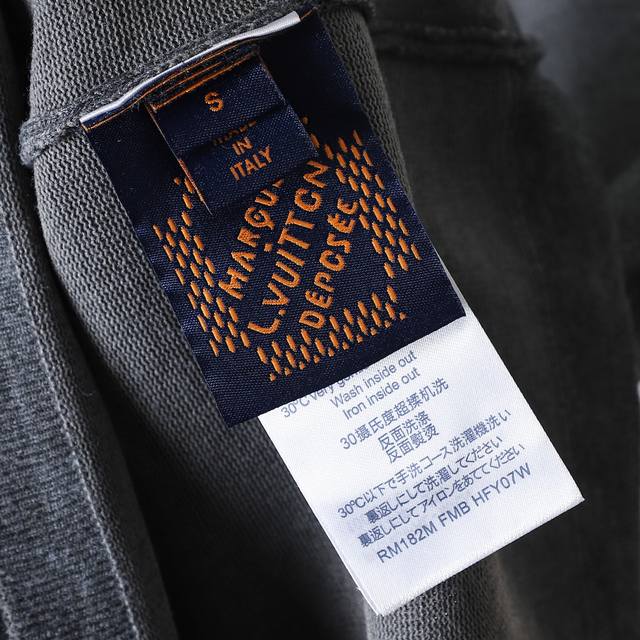 S
IN
ITALY
MARQUE
L.VUITTON
DÉPOSÉE
30°C Very
Wash inside out
Iron inside out
30摄氏度超柔机洗
反面洗涤
反面熨烫
30℃以下で手洗コース洗濯機洗い
裏返しにして洗濯してください
裏返しにしてアイロンをあててください
RM182M FMB HFY07W